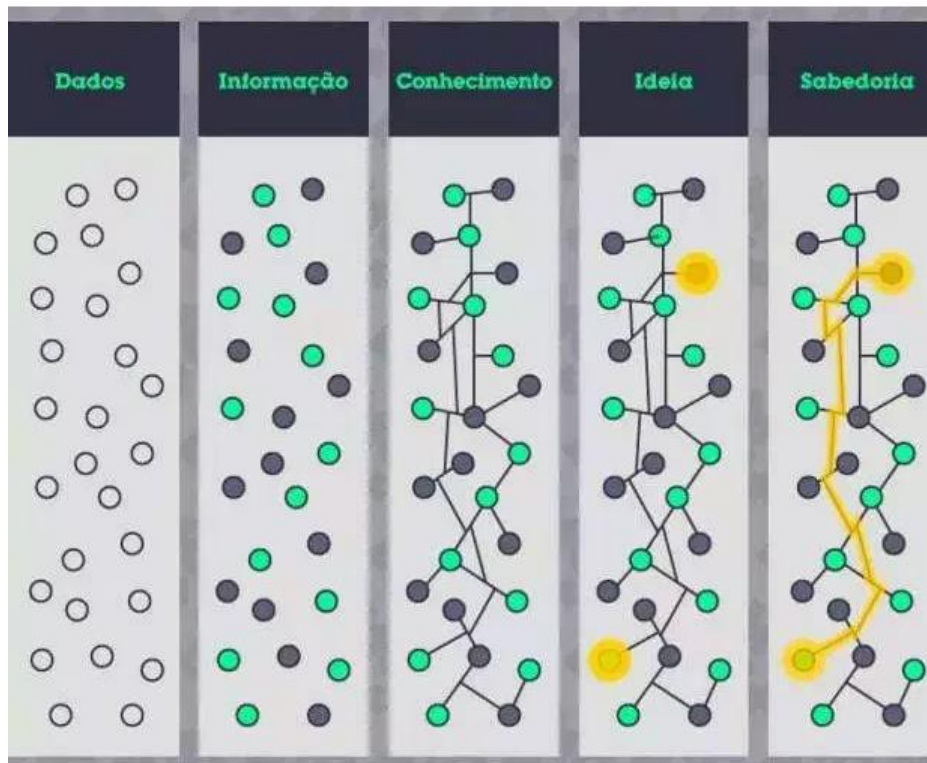 Dados
Informação
Conhecimento
Ideia
Sabedoria